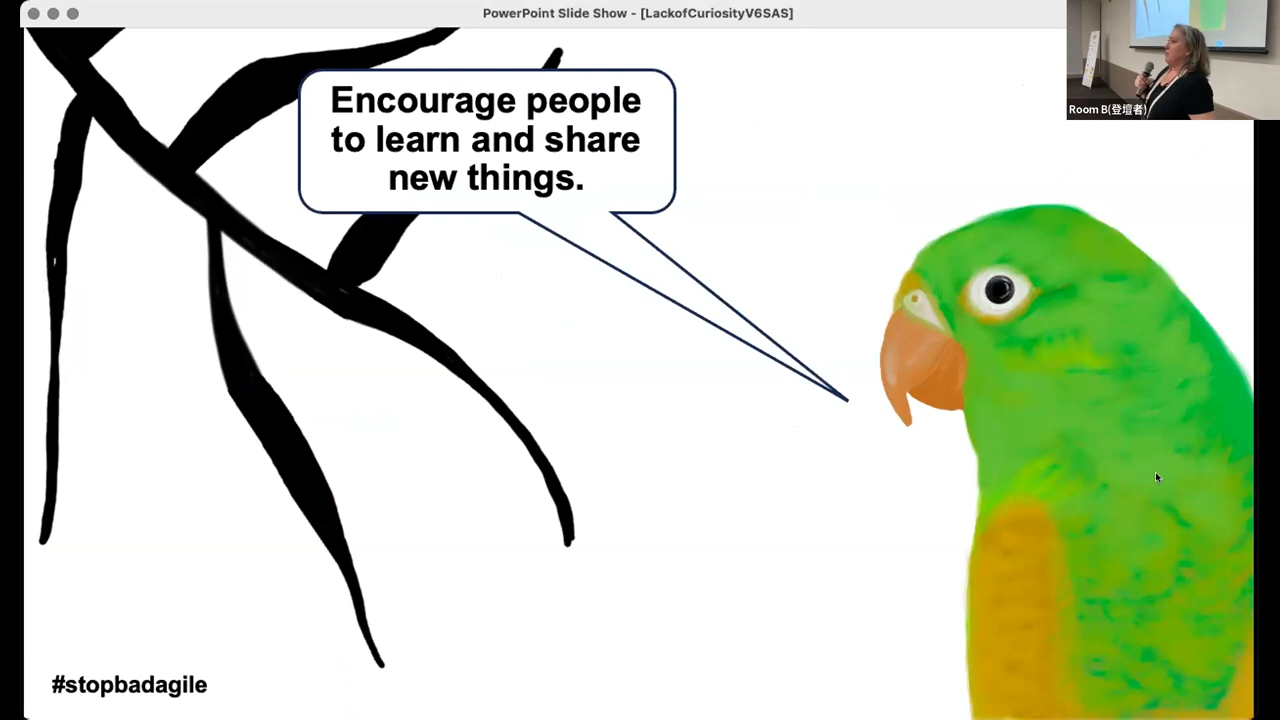 PowerPoint Slide Show - [LackofCuriosityV6SAS]
Room B(登壇者)
Encourage people
to learn and share
new things.
#stopbadagile